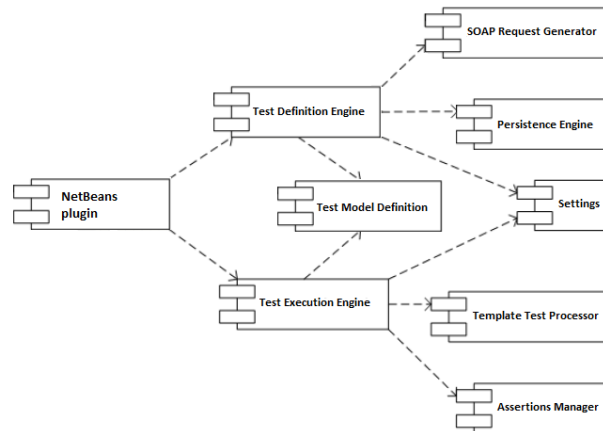 SOAP Request Generator
Test Definition Engine
Persistence Engine
NetBeans
plugin
Test Model Definition
Settings
Test Execution Engine
Template Test Processor
Assertions Manager